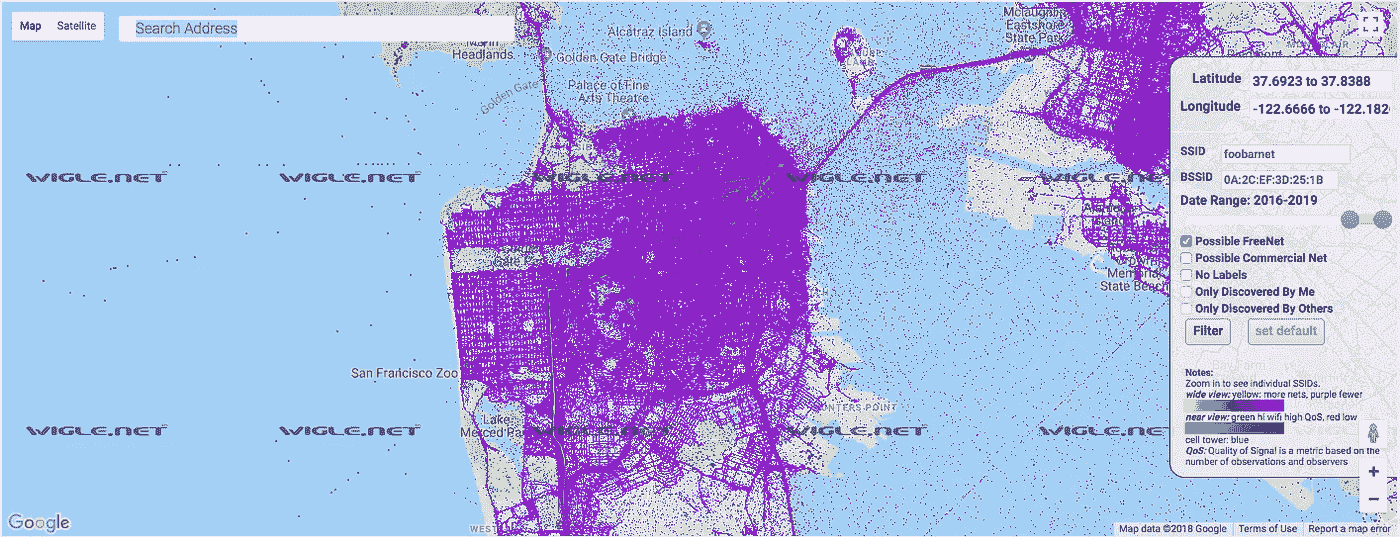 Map Satellite
Search Address
Headlands
Alcatraz Island
Golden Gate Bridge
Golden Gate
Palace of Fine
Arts Theatre
Mclaughlin
Eastshore
State Park
Latitude 37.6923 to 37.8388
Longitude -122.6666 to -122.182
WIGLE.NET WIGLE.NET WIGLE.NET WIGLE.NET WIGLE.NET
SSID foobarnet
BSSID 0A:2C:EF:3D:25:1B
Date Range: 2016-2019
Possible FreeNet
Possible Commercial Net
No Labels
Only Discovered By Me
Only Discovered By Others
Filter set default
Memorial
State Beach
San Francisco Zoo
Lake
Merced Pa
HUNTERS POINT
WIGLE.NET WIGLE.NET WIGLE.NET WIGLE.NET WIGLE.NET
Notes:
Zoom in to see individual SSIDs.
wide view: yellow: more nets, purple fewer
near view: green hi wifi high QoS, red low
cell tower: blue
QoS: Quality of Signal is a metric based on the
number of observations and observers
+
−
WEST
Google
Map data ©2018 Google Terms of Use Report a map error